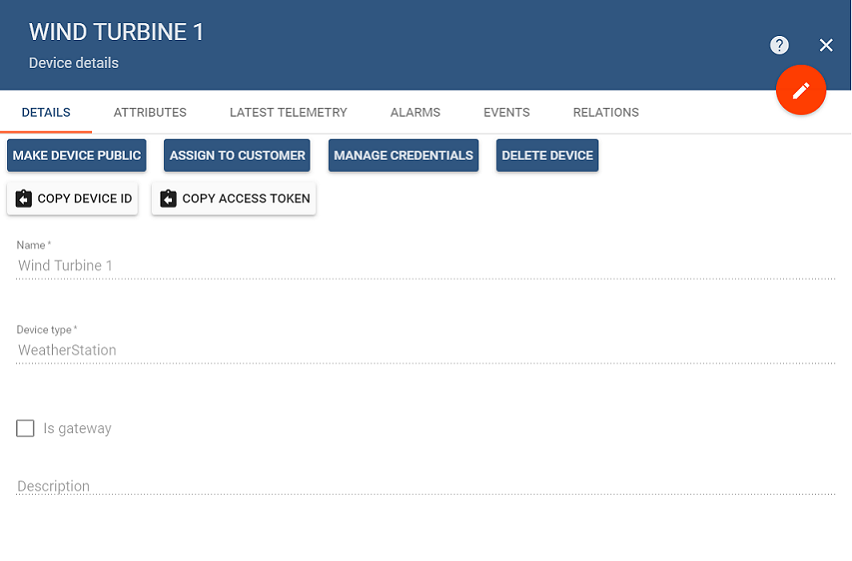 WIND TURBINE 1
Device details
?
DETAILS ATTRIBUTES LATEST TELEMETRY ALARMS EVENTS RELATIONS
MAKE DEVICE PUBLIC ASSIGN TO CUSTOMER MANAGE CREDENTIALS DELETE DEVICE
COPY DEVICE ID COPY ACCESS TOKEN
Name *
Wind Turbine 1
Device type *
WeatherStation
Is gateway
Description